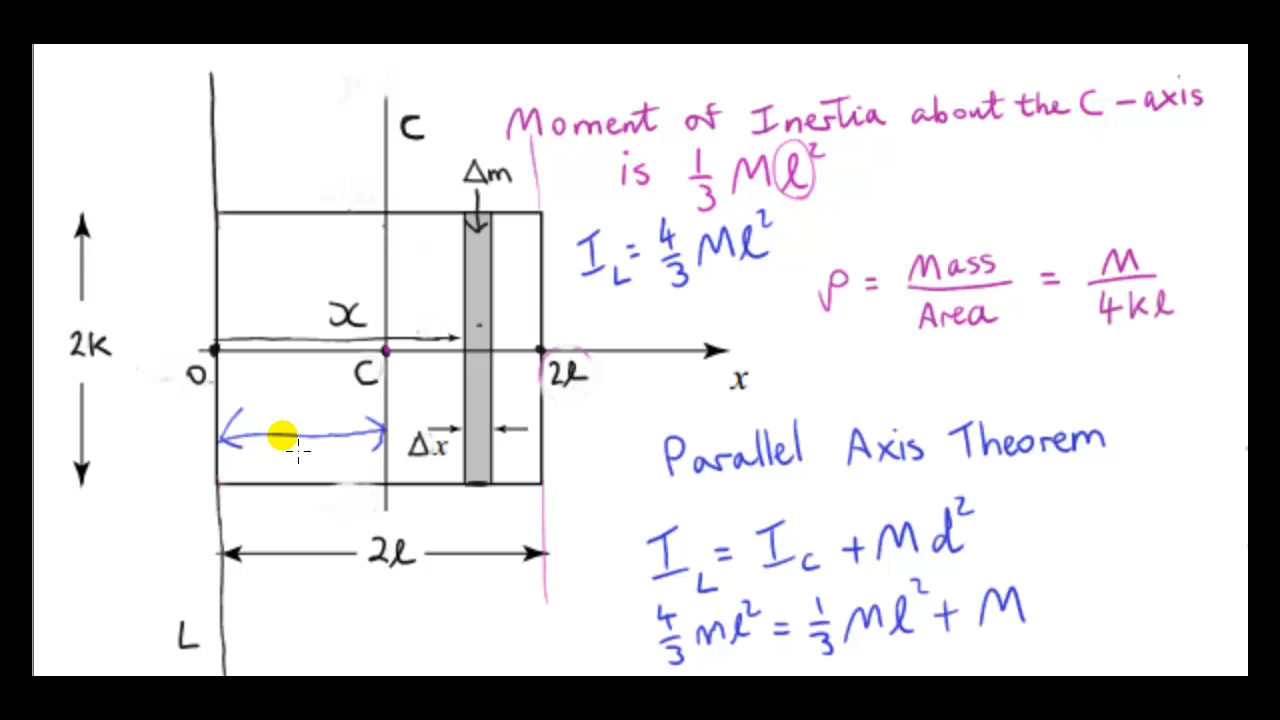 C
Moment of Inertia about the C-axis
is 1/3 Ml²
Δm
I_L = 4/3 Ml²
ρ = Mass/Area = M/4kl
x
2k
O
C
2l
x
Δx
Parallel Axis Theorem
2l
I_L = I_C + Md²
L
4/3 ml² = 1/3 Ml² + M